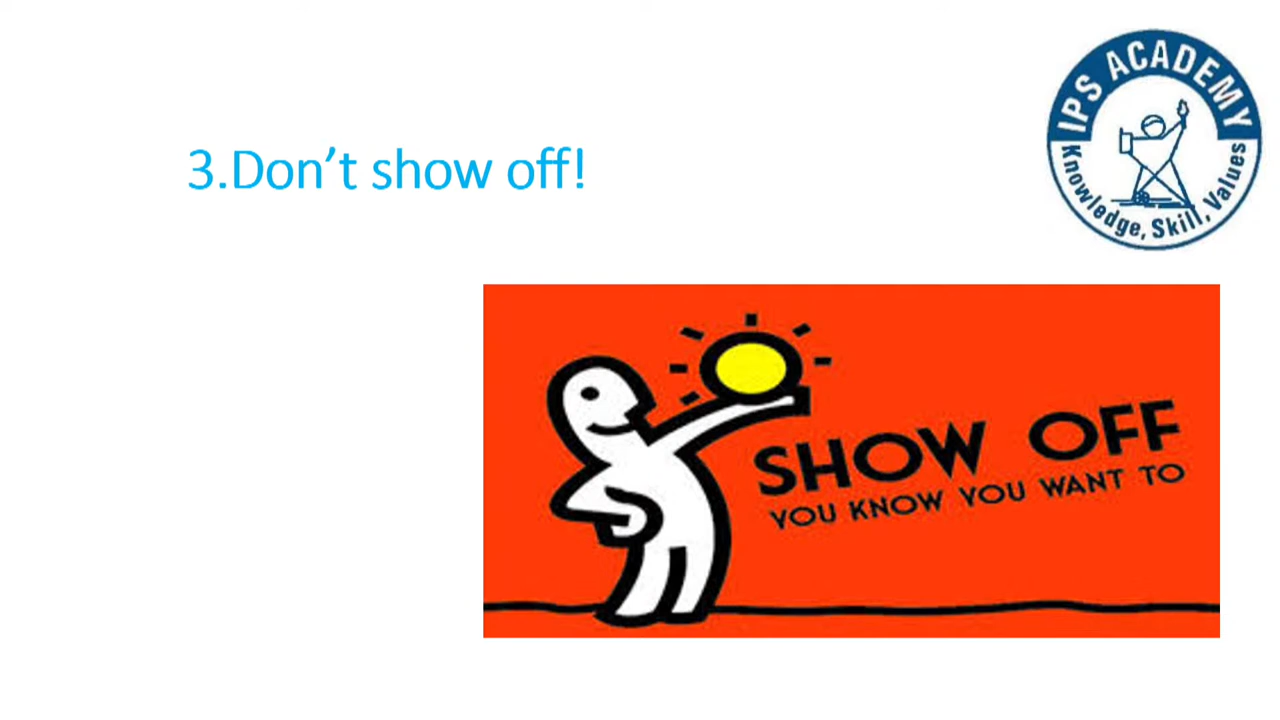 IPS ACADEMY
Knowledge, Skill, Values
3.Don’t show off!
SHOW OFF
YOU KNOW YOU WANT TO